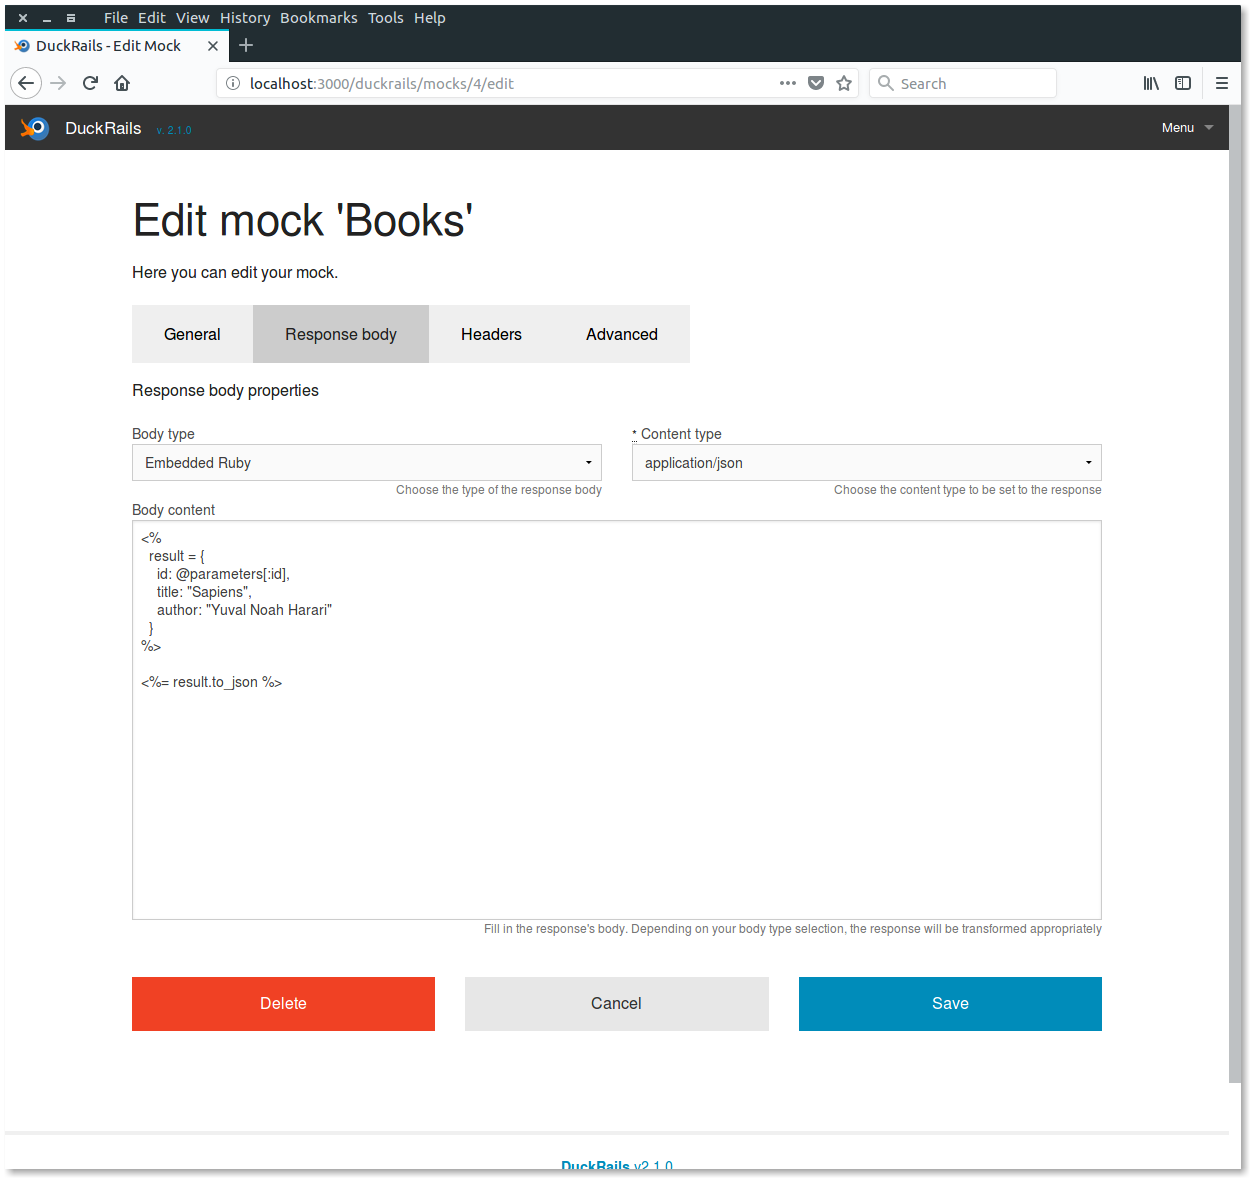 File Edit View History Bookmarks Tools Help
DuckRails - Edit Mock
localhost:3000/duckrails/mocks/4/edit
Search
DuckRails v. 2.1.0
Menu
Edit mock 'Books'
Here you can edit your mock.
General Response body Headers Advanced
Response body properties
Body type
* Content type
Embedded Ruby
application/json
Choose the type of the response body
Choose the content type to be set to the response
Body content
<%
result = {
id: @parameters[:id],
title: "Sapiens",
author: "Yuval Noah Harari"
}
%>
<%= result.to_json %>
Fill in the response's body. Depending on your body type selection, the response will be transformed appropriately
Delete Cancel Save
DuckRails v2.1.0